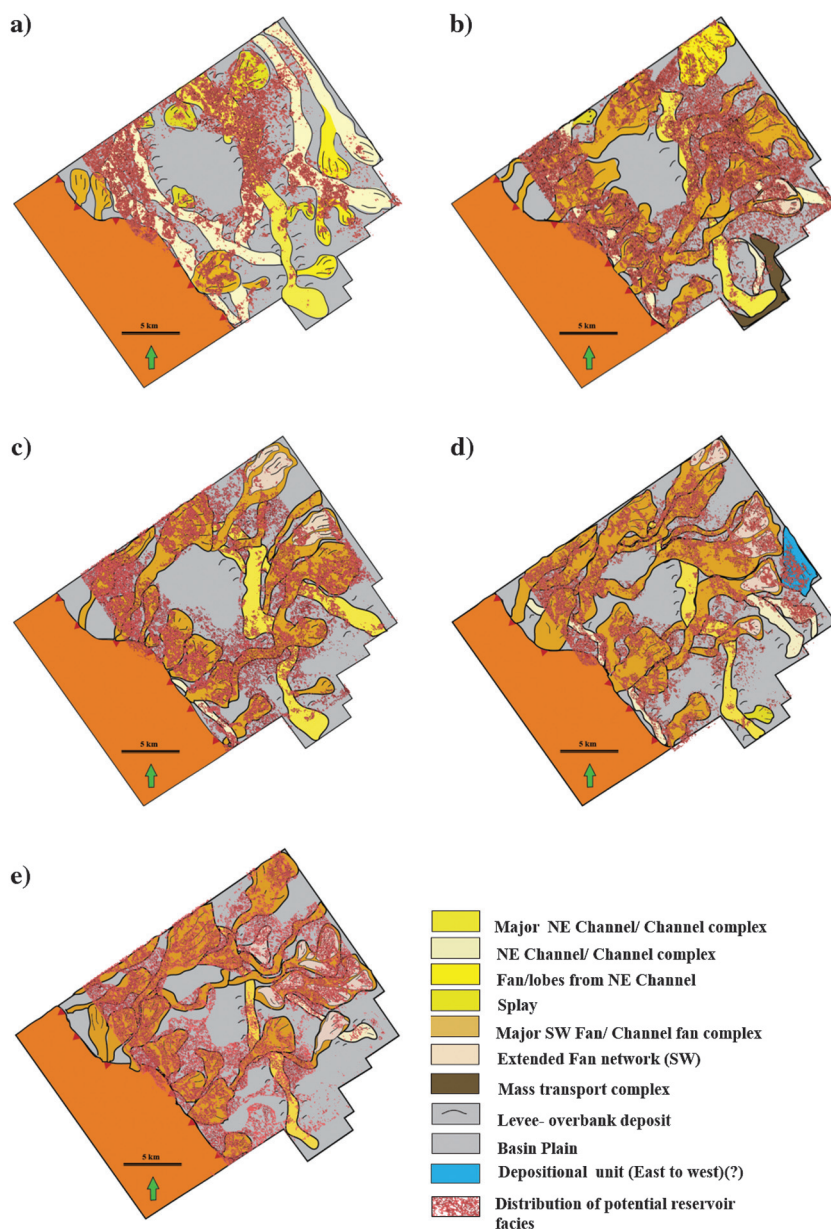 a)
b)
5 km
5 km
c)
d)
5 km
5 km
e)
5 km
Major NE Channel/ Channel complex
NE Channel/ Channel complex
Fan/lobes from NE Channel
Splay
Major SW Fan/ Channel fan complex
Extended Fan network (SW)
Mass transport complex
Levee- overbank deposit
Basin Plain
Depositional unit (East to west)(?)
Distribution of potential reservoir
facies